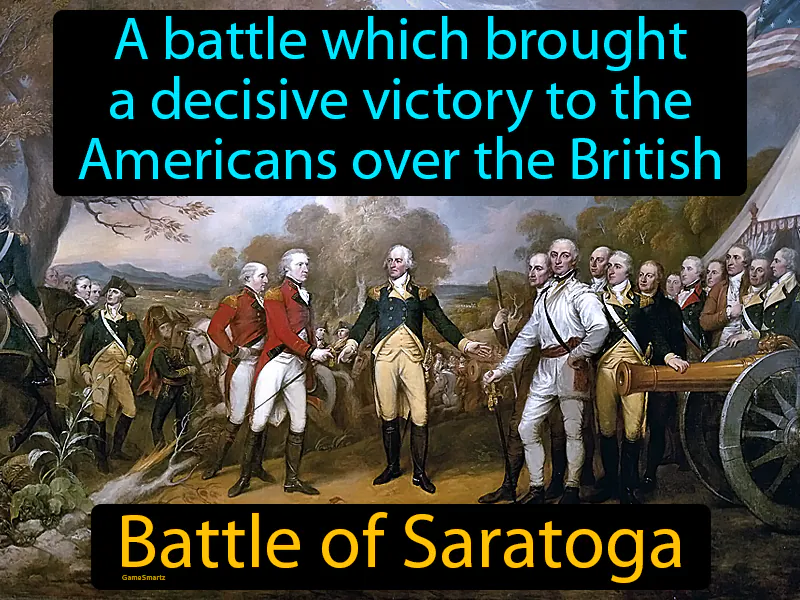 A battle which brought
a decisive victory to the
Americans over the British
Battle of Saratoga
GameSmartz